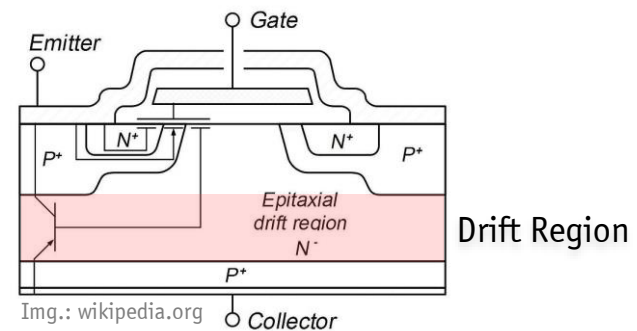 Gate
Emitter
N+
N+
P+
P+
Epitaxial
drift region
N-
Drift Region
P+
Img.: wikipedia.org
Collector